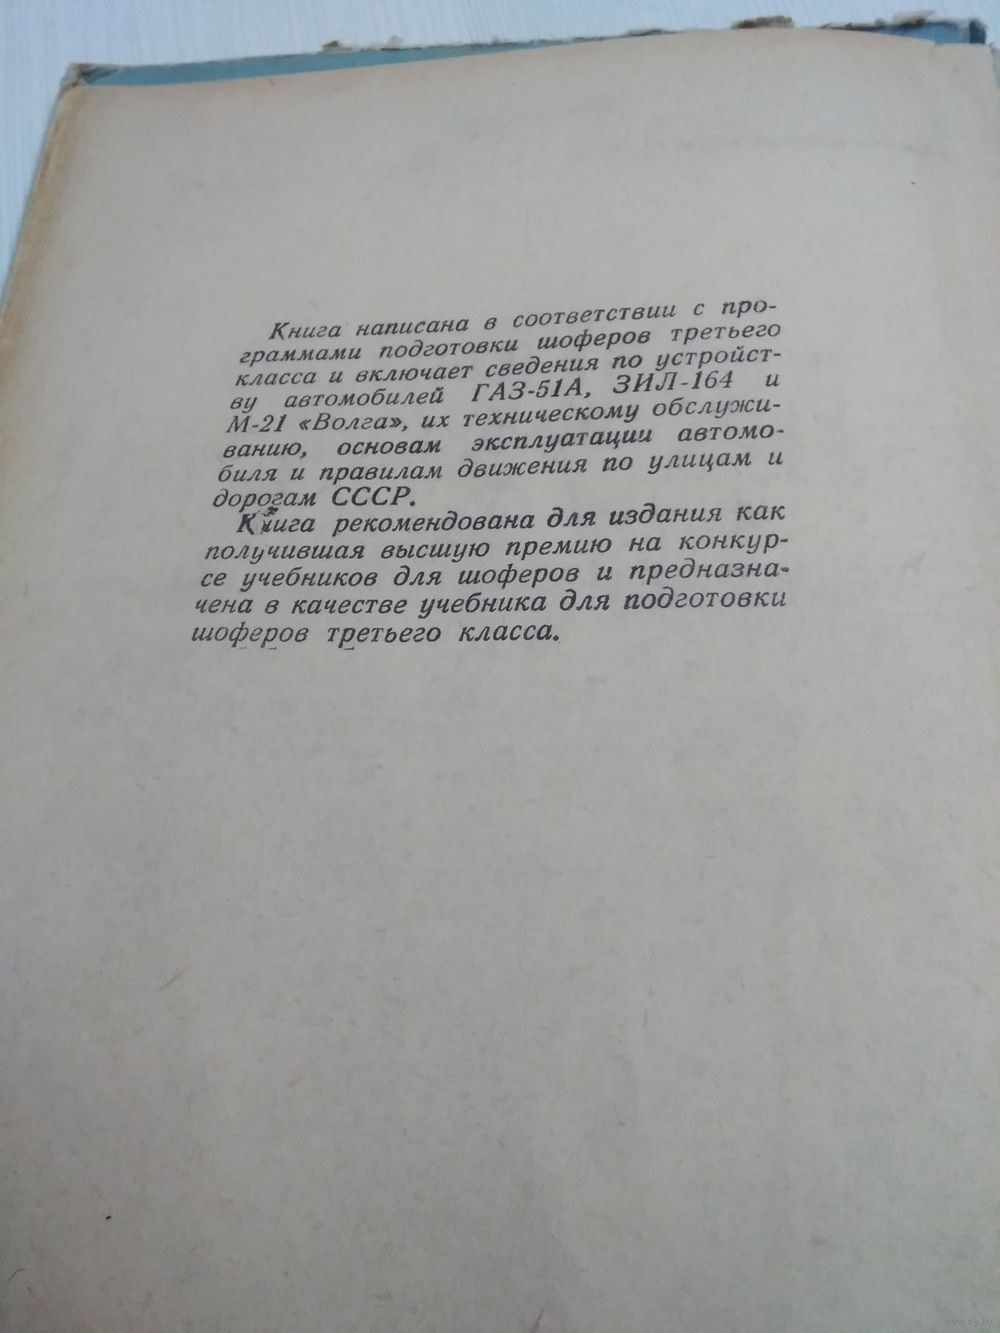 Книга написана в соответствии с про-
граммами подготовки шоферов третьего
класса и включает сведения по устройст-
ву автомобилей ГАЗ-51А, ЗИЛ-164 и
М-21 «Волга», их техническому обслужи-
ванию, основам эксплуатации автомо-
биля и правилам движения по улицам и
дорогам СССР.
Книга рекомендована для издания как
получившая высшую премию на конкур-
се учебников для шоферов и предназна-
чена в качестве учебника для подготовки
шоферов третьего класса.
www.ay.by